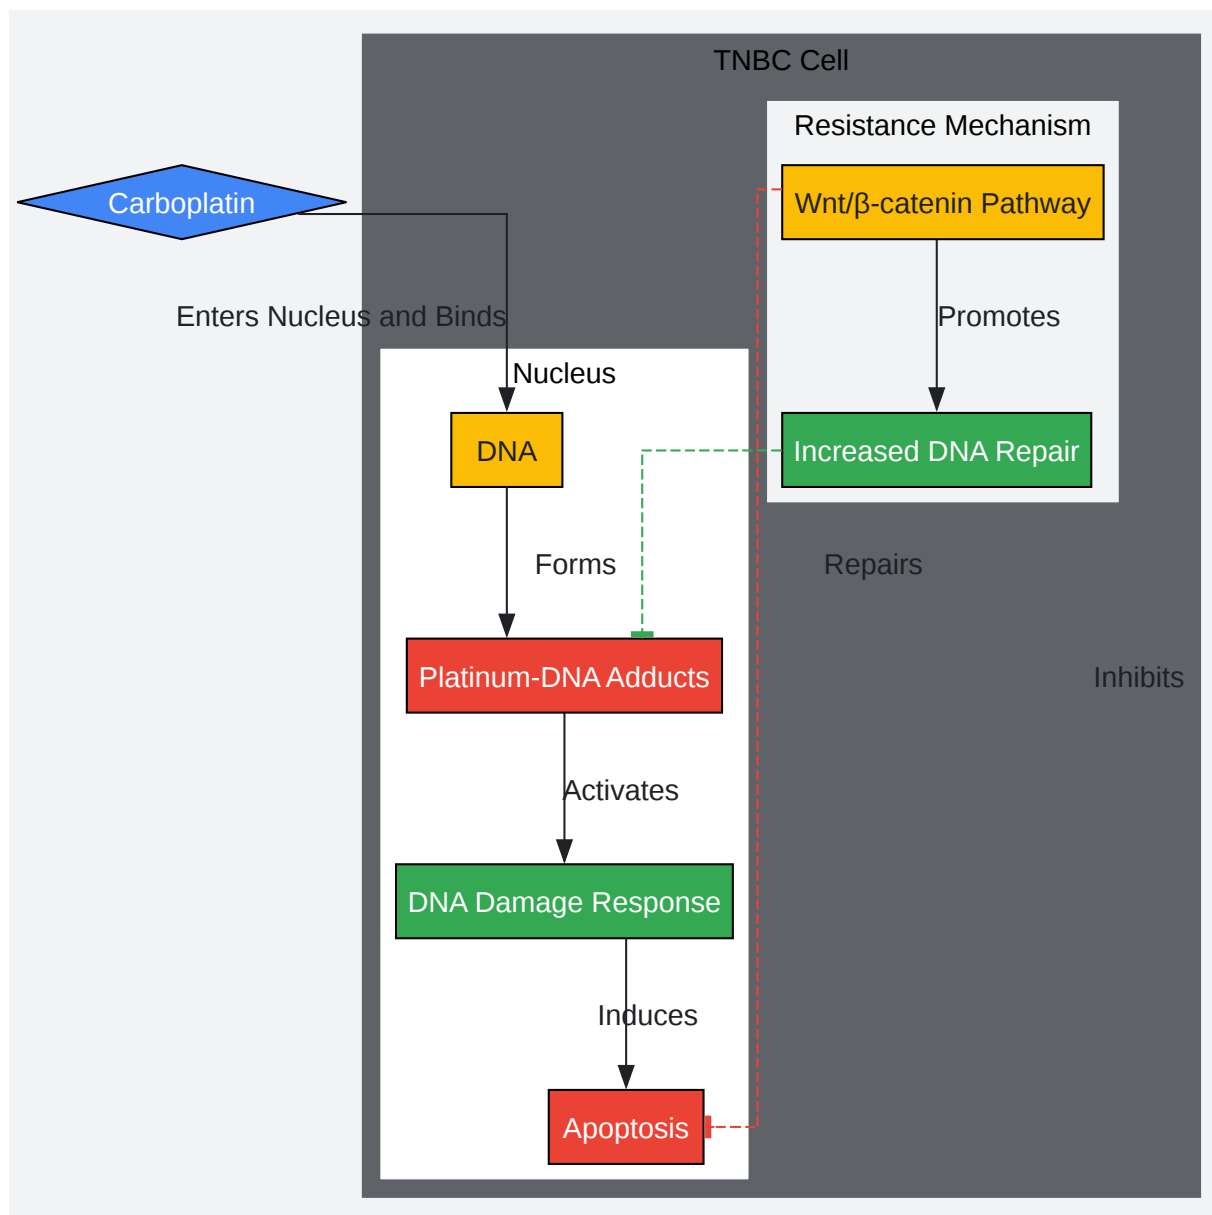 TNBC Cell
Resistance Mechanism
Carboplatin
Wnt/β-catenin Pathway
Enters Nucleus and Binds
Promotes
Nucleus
DNA
Increased DNA Repair
Forms
Repairs
Platinum-DNA Adducts
Inhibits
Activates
DNA Damage Response
Induces
Apoptosis